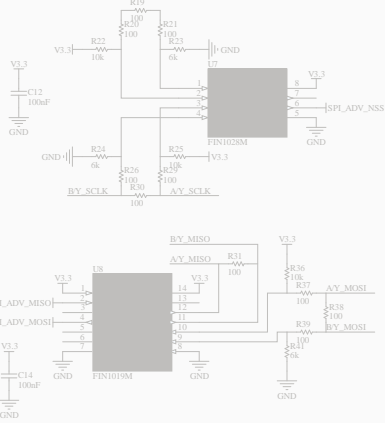 R19
100
R20
100
R21
100
V3.3
R22
10k
R23
6k
GND
U7
V3.3
C12
100nF
GND
1
2
3
4
8
7
6
5
V3.3
SPI_ADV_NSS
GND
FIN1028M
GND
R24
6k
R25
10k
V3.3
R26
100
R29
100
B/Y_SCLK
R30
100
A/Y_SCLK
B/Y_MISO
A/Y_MISO
R31
100
V3.3
U8
V3.3
V3.3
R36
10k
R37
100
A/Y_MOSI
I_ADV_MISO
I_ADV_MOSI
1
2
3
4
5
6
7
14
13
12
11
10
9
8
R38
100
R39
100
B/Y_MOSI
R41
6k
V3.3
C14
100nF
GND
GND
FIN1019M
GND
GND